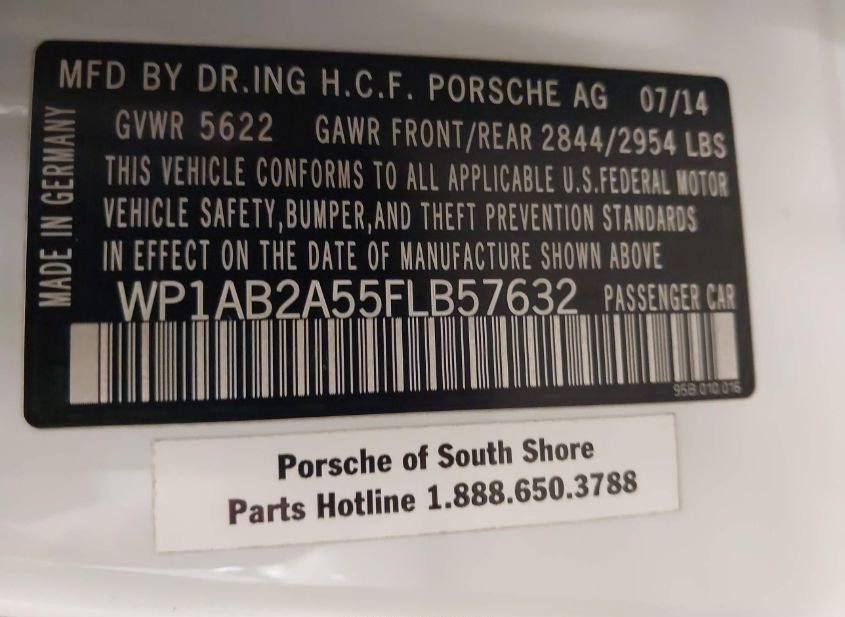 MFD BY DR.ING H.C.F. PORSCHE AG 07/14
GVWR 5622 GAWR FRONT/REAR 2844/2954 LBS
THIS VEHICLE CONFORMS TO ALL APPLICABLE U.S.FEDERAL MOTOR
VEHICLE SAFETY,BUMPER,AND THEFT PREVENTION STANDARDS
IN EFFECT ON THE DATE OF MANUFACTURE SHOWN ABOVE
WP1AB2A55FLB57632 PASSENGER CAR
95B 010 016
MADE IN GERMANY
Porsche of South Shore
Parts Hotline 1.888.650.3788